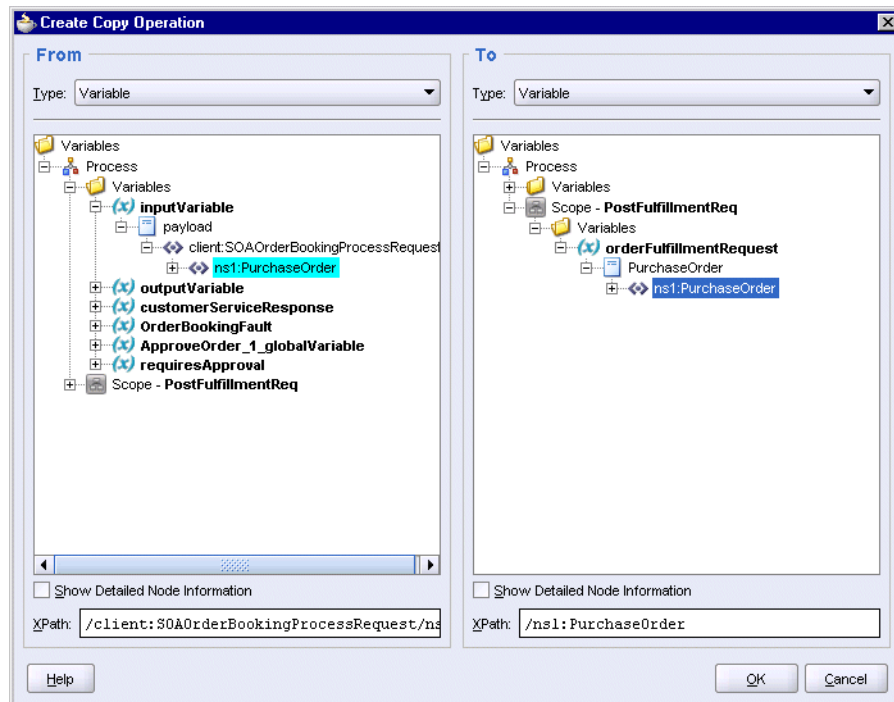 Create Copy Operation
From
Type: Variable
Variables
Process
Variables
(x) inputVariable
payload
client:SOAOrderBookingProcessRequest
ns1:PurchaseOrder
(x) outputVariable
(x) customerServiceResponse
(x) OrderBookingFault
(x) ApproveOrder_1_globalVariable
(x) requiresApproval
Scope - PostFulfillmentReq
Show Detailed Node Information
XPath: /client:SOAOrderBookingProcessRequest/ns
To
Type: Variable
Variables
Process
Variables
Scope - PostFulfillmentReq
Variables
(x) orderFulfillmentRequest
PurchaseOrder
ns1:PurchaseOrder
Show Detailed Node Information
XPath: /ns1:PurchaseOrder
Help
OK
Cancel